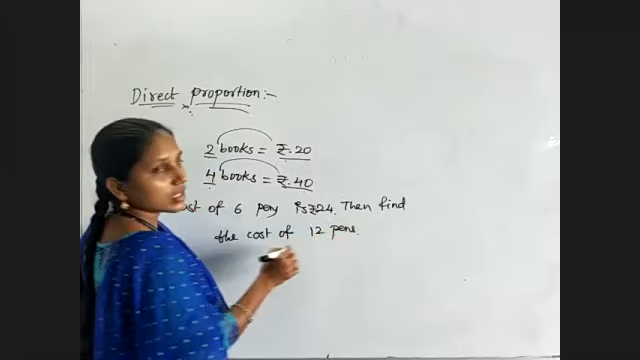 Direct proportion:-
2 books = ₹.20
4 books = ₹.40
of 6 pens is ₹24. Then find
the cost of 12 pens.